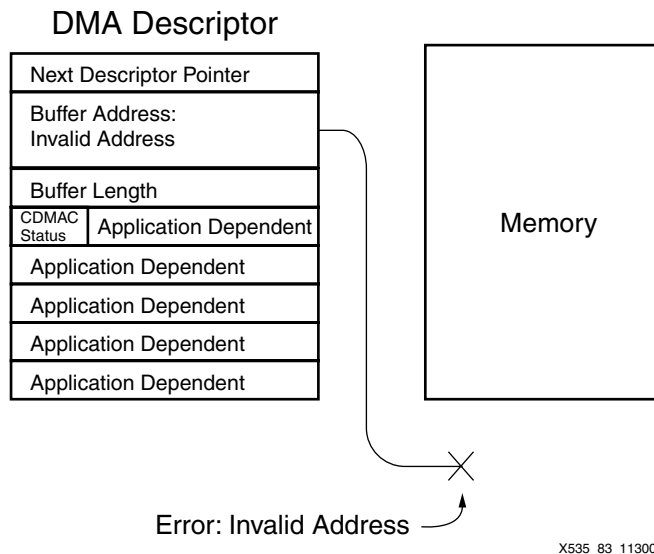 DMA Descriptor
Next Descriptor Pointer
Buffer Address:
Invalid Address
Buffer Length
CDMAC
Status
Application Dependent
Application Dependent
Application Dependent
Application Dependent
Application Dependent
Memory
Error: Invalid Address
X535_83_11300